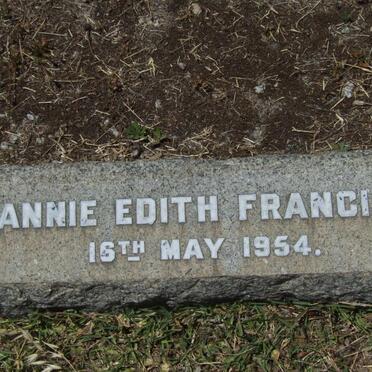 ANNIE EDITH FRANCI
16TH MAY 1954.